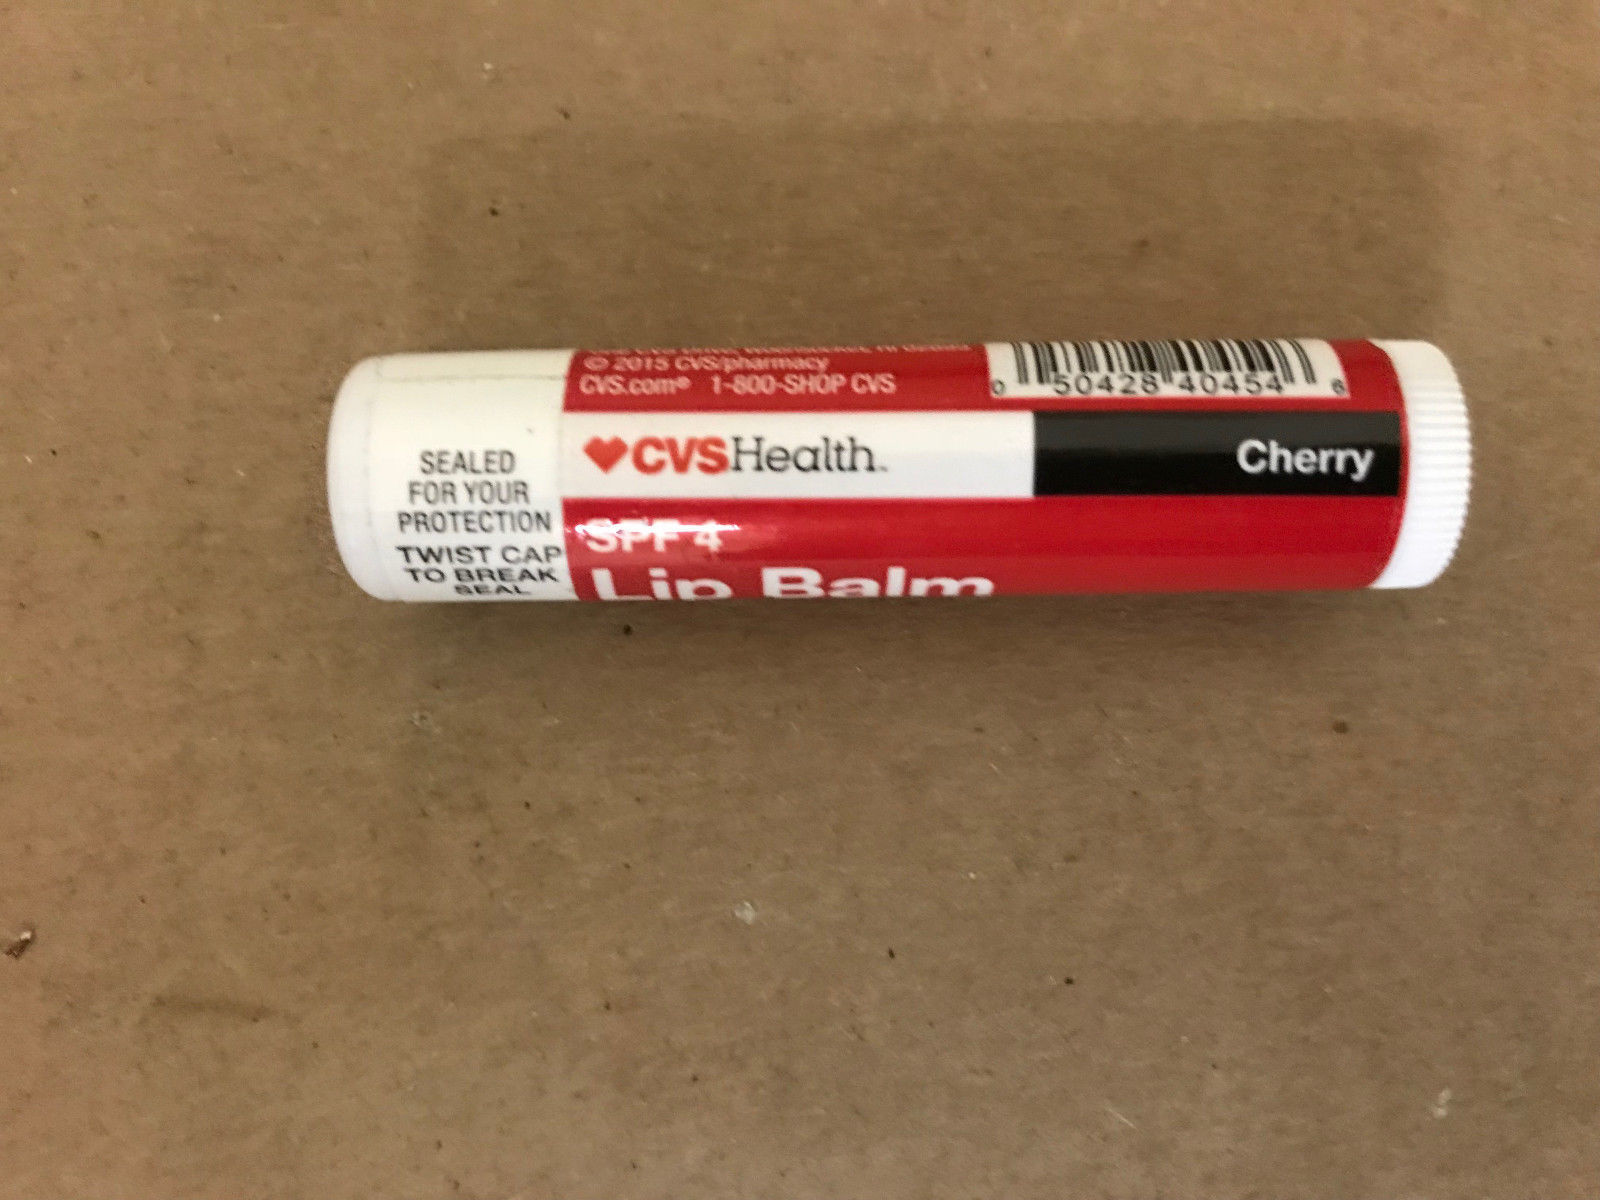 © 2015 CVS/pharmacy
CVS.com® 1-800-SHOP CVS
0 50428 40454 6
CVSHealth™
Cherry
SPF 4
Lip Balm
SEALED
FOR YOUR
PROTECTION
TWIST CAP
TO BREAK
SEAL